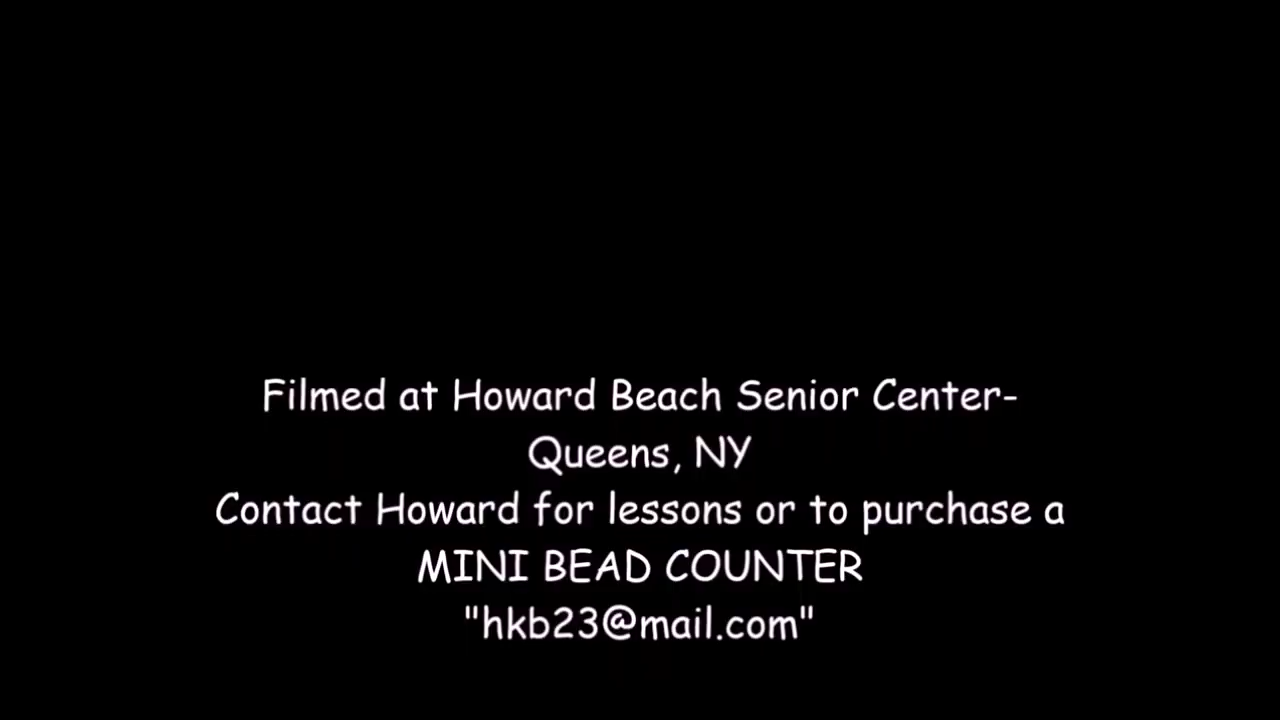 Filmed at Howard Beach Senior Center-
Queens, NY
Contact Howard for lessons or to purchase a
MINI BEAD COUNTER
"hkb23@mail.com"